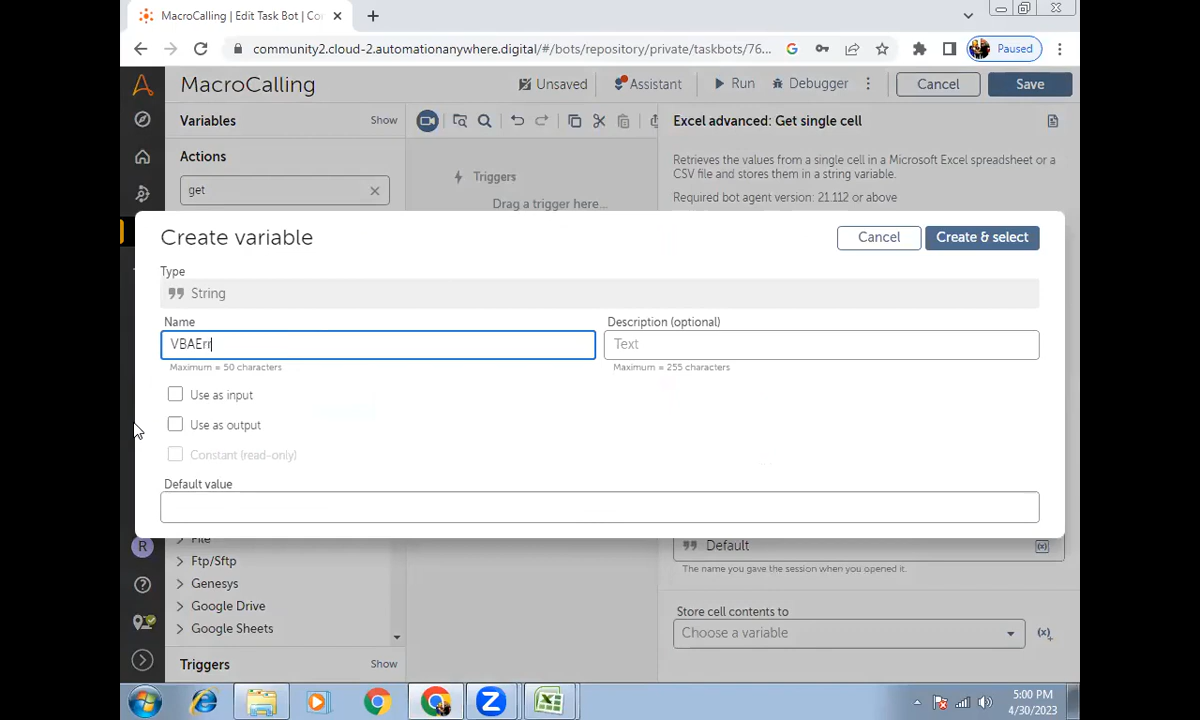 MacroCalling | Edit Task Bot | Co
community2.cloud-2.automationanywhere.digital/#/bots/repository/private/taskbots/76...
Paused
MacroCalling
Unsaved
Assistant
Run
Debugger
Cancel
Save
Variables
Show
Excel advanced: Get single cell
Actions
Retrieves the values from a single cell in a Microsoft Excel spreadsheet or a
CSV file and stores them in a string variable.
get
Triggers
Required bot agent version: 21.112 or above
Drag a trigger here...
Create variable
Cancel
Create & select
Type
String
Name
Description (optional)
VBAErr
Text
Maximum = 50 characters
Maximum = 255 characters
Use as input
Use as output
Constant (read-only)
Default value
File
R
Default
Ftp/Sftp
The name you gave the session when you opened it.
Genesys
Google Drive
Store cell contents to
Google Sheets
Choose a variable
(x)
Triggers
Show
5:00 PM
4/30/2023